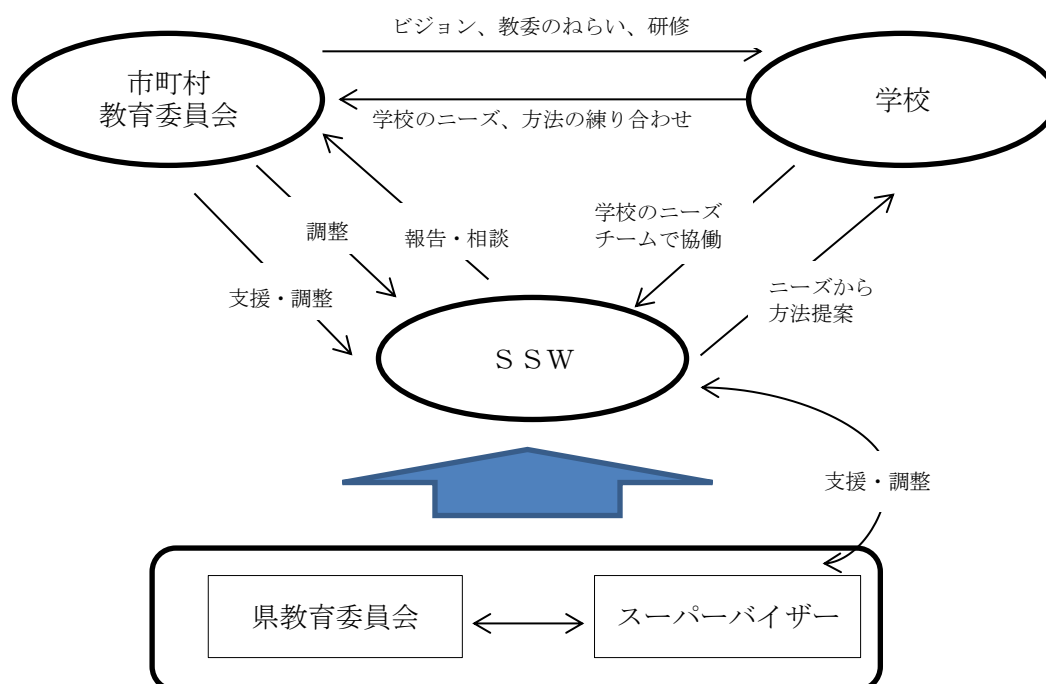 ビジョン、教委のねらい、研修
市町村
教育委員会
学校
学校のニーズ、方法の練り合わせ
調整
報告・相談
学校のニーズ
チームで協働
支援・調整
ニーズから
方法提案
ＳＳＷ
支援・調整
県教育委員会
スーパーバイザー